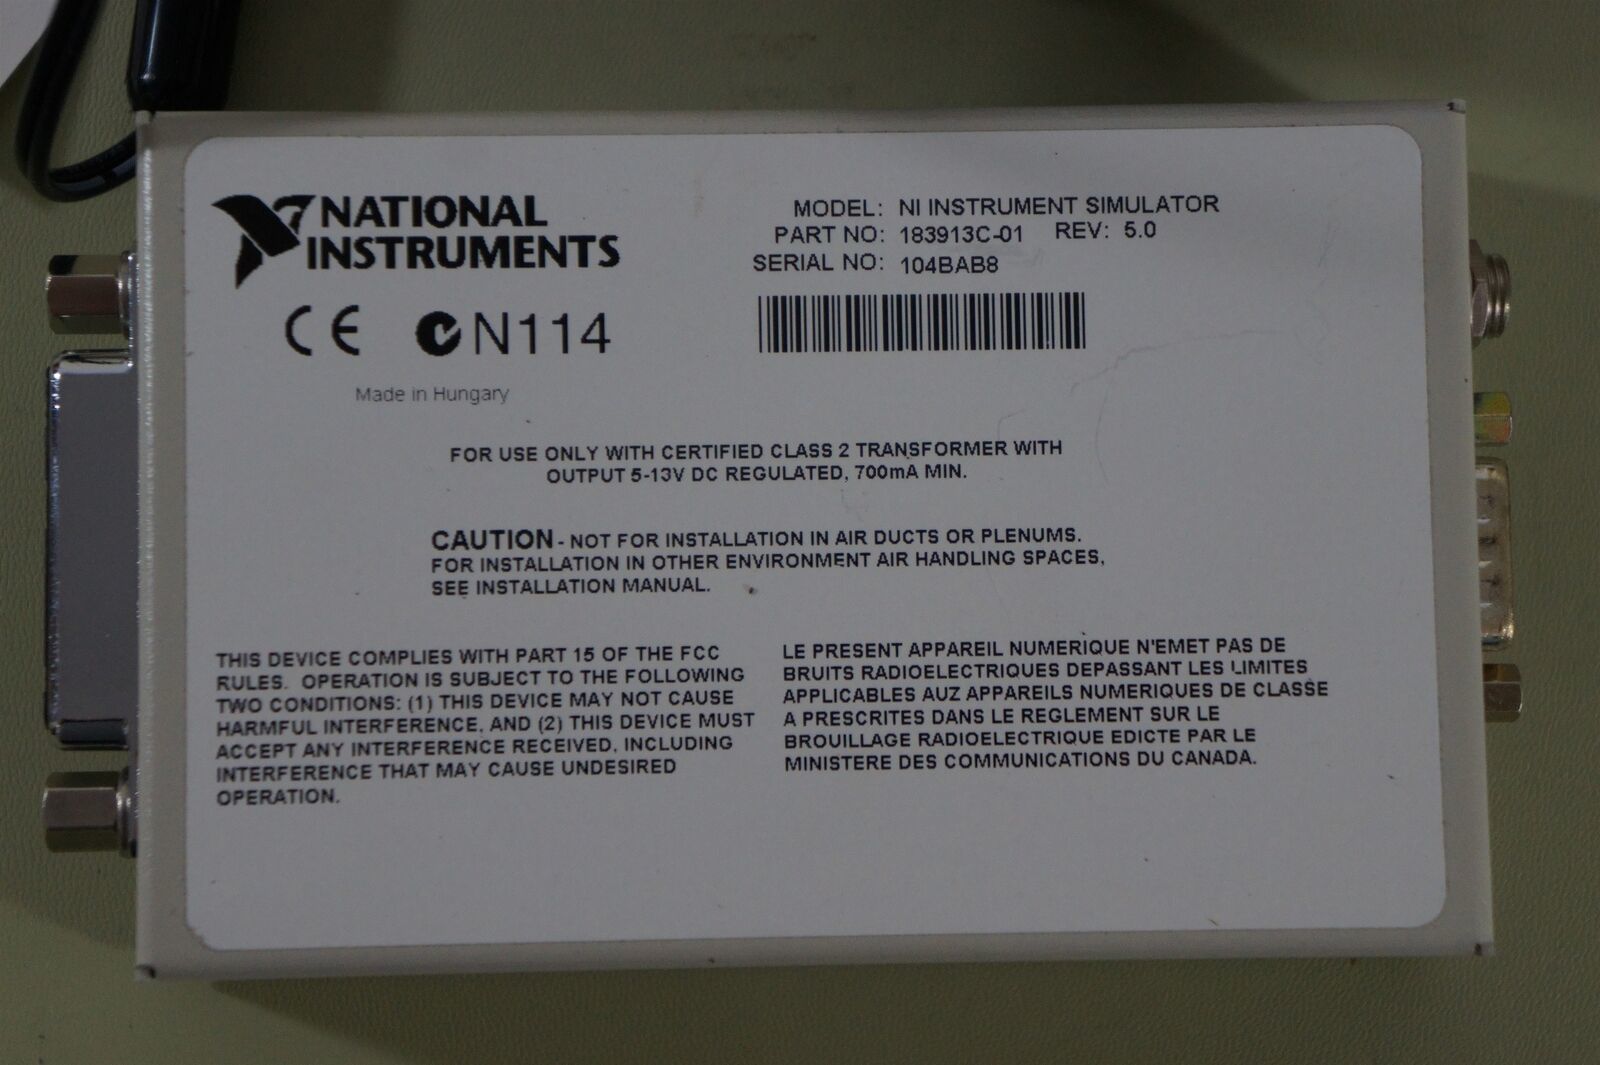 NATIONAL
INSTRUMENTS
CE N114
Made in Hungary
MODEL: NI INSTRUMENT SIMULATOR
PART NO: 183913C-01 REV: 5.0
SERIAL NO: 104BAB8
FOR USE ONLY WITH CERTIFIED CLASS 2 TRANSFORMER WITH
OUTPUT 5-13V DC REGULATED, 700mA MIN.
CAUTION - NOT FOR INSTALLATION IN AIR DUCTS OR PLENUMS.
FOR INSTALLATION IN OTHER ENVIRONMENT AIR HANDLING SPACES,
SEE INSTALLATION MANUAL.
THIS DEVICE COMPLIES WITH PART 15 OF THE FCC
RULES. OPERATION IS SUBJECT TO THE FOLLOWING
TWO CONDITIONS: (1) THIS DEVICE MAY NOT CAUSE
HARMFUL INTERFERENCE, AND (2) THIS DEVICE MUST
ACCEPT ANY INTERFERENCE RECEIVED, INCLUDING
INTERFERENCE THAT MAY CAUSE UNDESIRED
OPERATION.
LE PRESENT APPAREIL NUMERIQUE N'EMET PAS DE
BRUITS RADIOELECTRIQUES DEPASSANT LES LIMITES
APPLICABLES AUZ APPAREILS NUMERIQUES DE CLASSE
A PRESCRITES DANS LE REGLEMENT SUR LE
BROUILLAGE RADIOELECTRIQUE EDICTE PAR LE
MINISTERE DES COMMUNICATIONS DU CANADA.